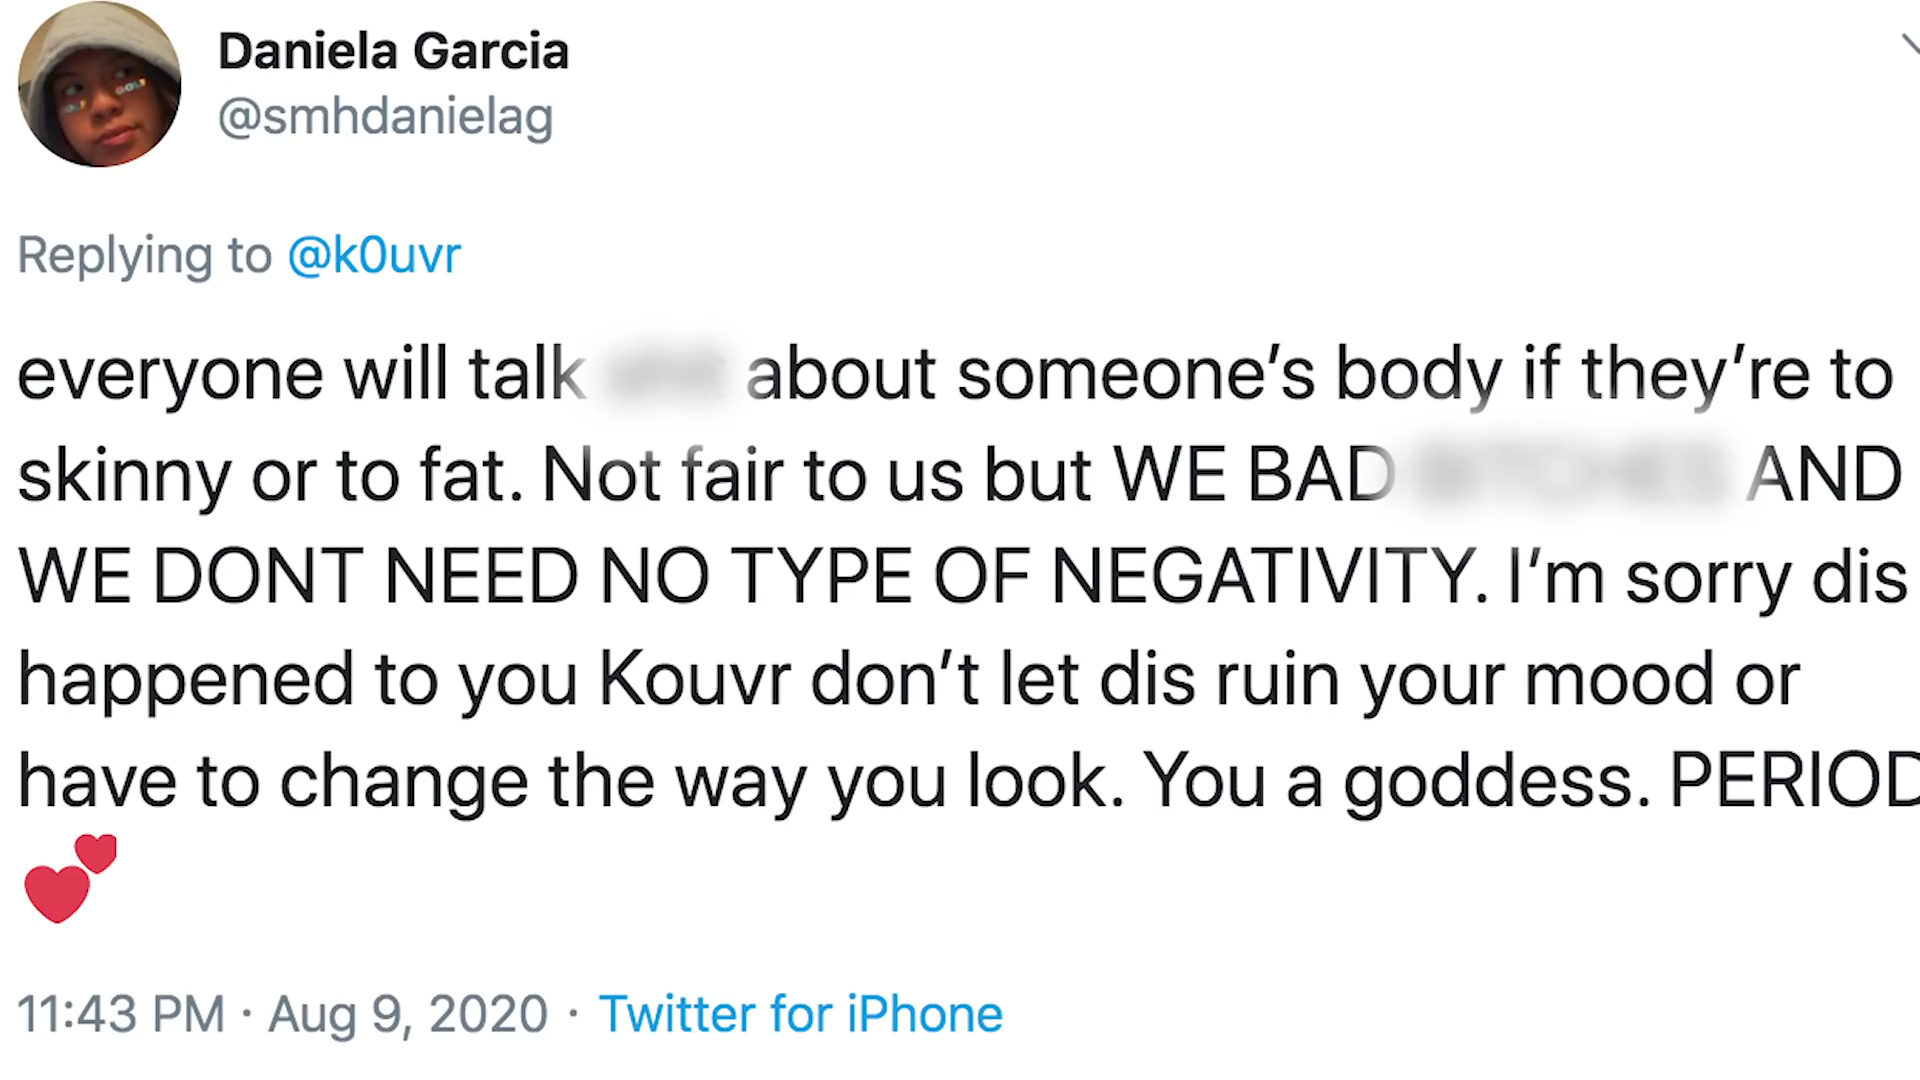 Daniela Garcia
@smhdanielag
Replying to @k0uvr
everyone will talk about someone’s body if they’re to
skinny or to fat. Not fair to us but WE BAD AND
WE DONT NEED NO TYPE OF NEGATIVITY. I’m sorry dis
happened to you Kouvr don’t let dis ruin your mood or
have to change the way you look. You a goddess. PERIOD
11:43 PM · Aug 9, 2020 · Twitter for iPhone